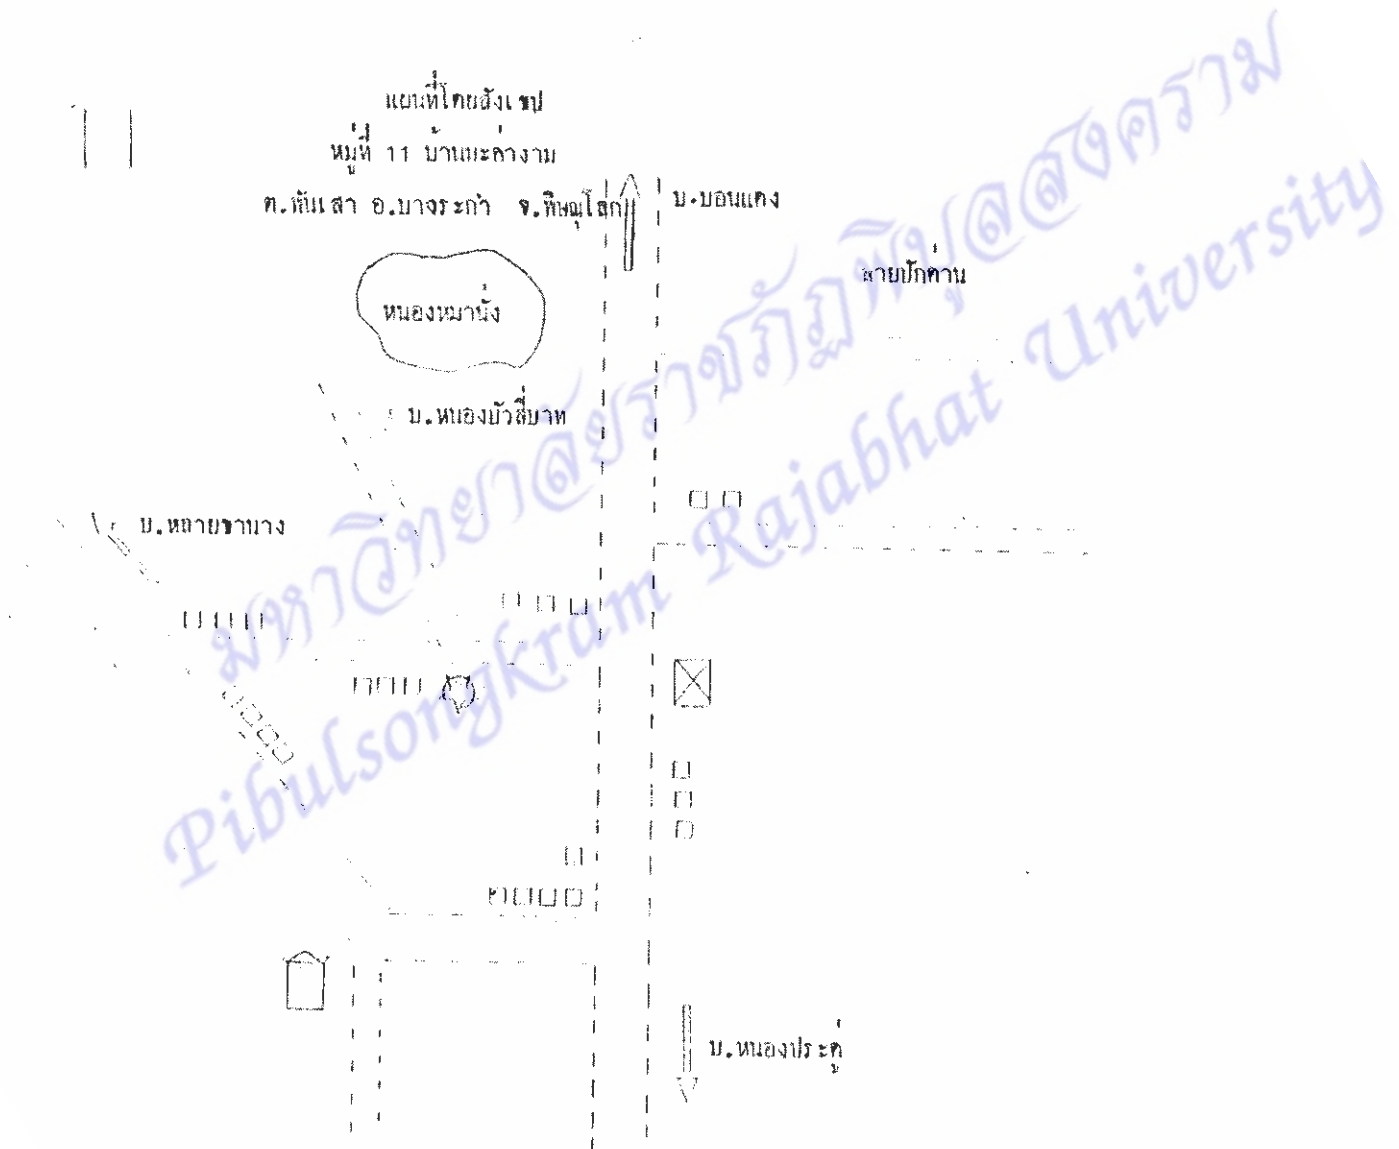 แผนที่โดยสังเขป
หมู่ที่ 11 บ้านมะค่างาม
ต.พันเสา อ.บางระกำ จ.พิษณุโลก
บ.บอนแดง
สายปักด่าน
หนองหมานั่ง
บ.หนองบัวสี่บาท
บ.หลายขานาง
บ.หนองประดู่
มหาวิทยาลัยราชภัฏพิบูลสงคราม
Pibulsongkram Rajabhat University